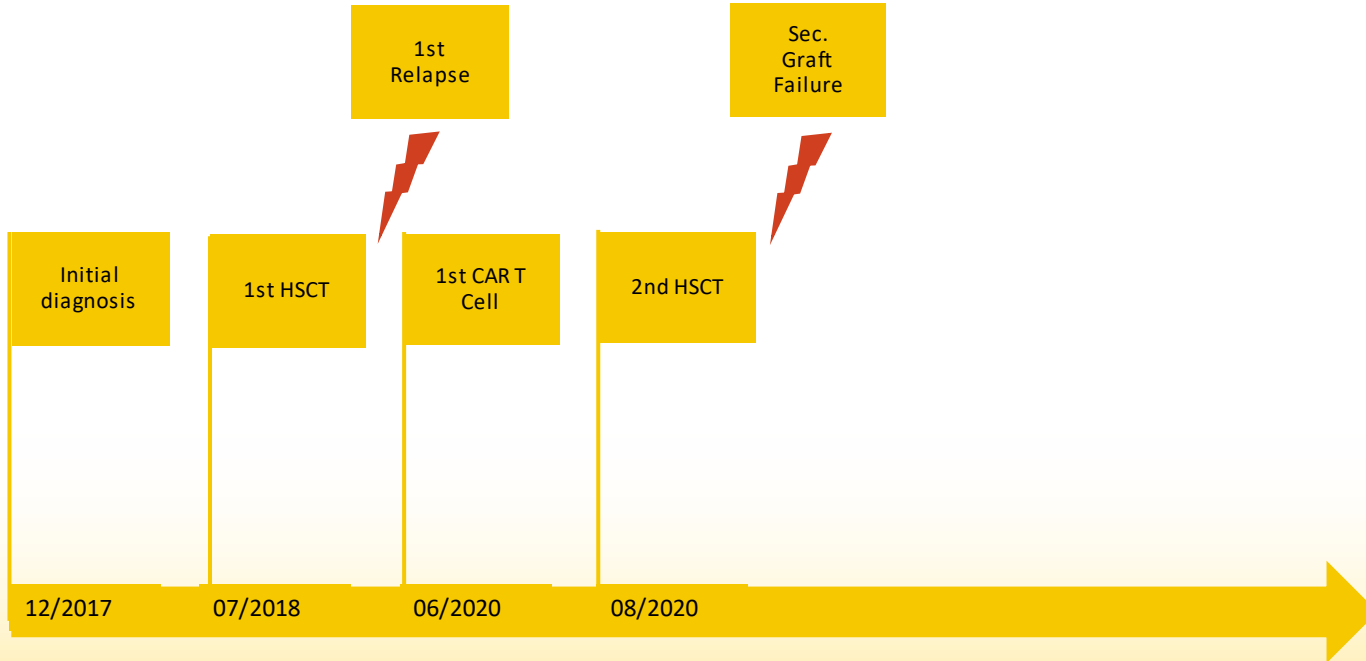 1st
Relapse
Sec.
Graft
Failure
Initial
diagnosis
1st HSCT
1st CAR T
Cell
2nd HSCT
12/2017
07/2018
06/2020
08/2020